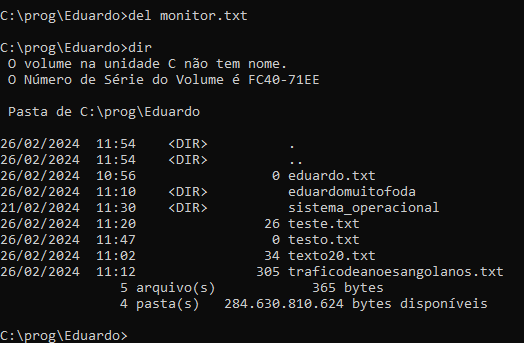 C:\prog\Eduardo>del monitor.txt
C:\prog\Eduardo>dir
O volume na unidade C não tem nome.
O Número de Série do Volume é FC40-71EE
Pasta de C:\prog\Eduardo
26/02/2024  11:54    <DIR>          .
26/02/2024  11:54    <DIR>          ..
26/02/2024  10:56                 0 eduardo.txt
26/02/2024  11:10    <DIR>          eduardomuitofoda
21/02/2024  11:30    <DIR>          sistema_operacional
26/02/2024  11:20                26 teste.txt
26/02/2024  11:47                 0 testo.txt
26/02/2024  11:02                34 texto20.txt
26/02/2024  11:12               305 traficodeanoesangolanos.txt
5 arquivo(s)            365 bytes
4 pasta(s)   284.630.810.624 bytes disponíveis
C:\prog\Eduardo>